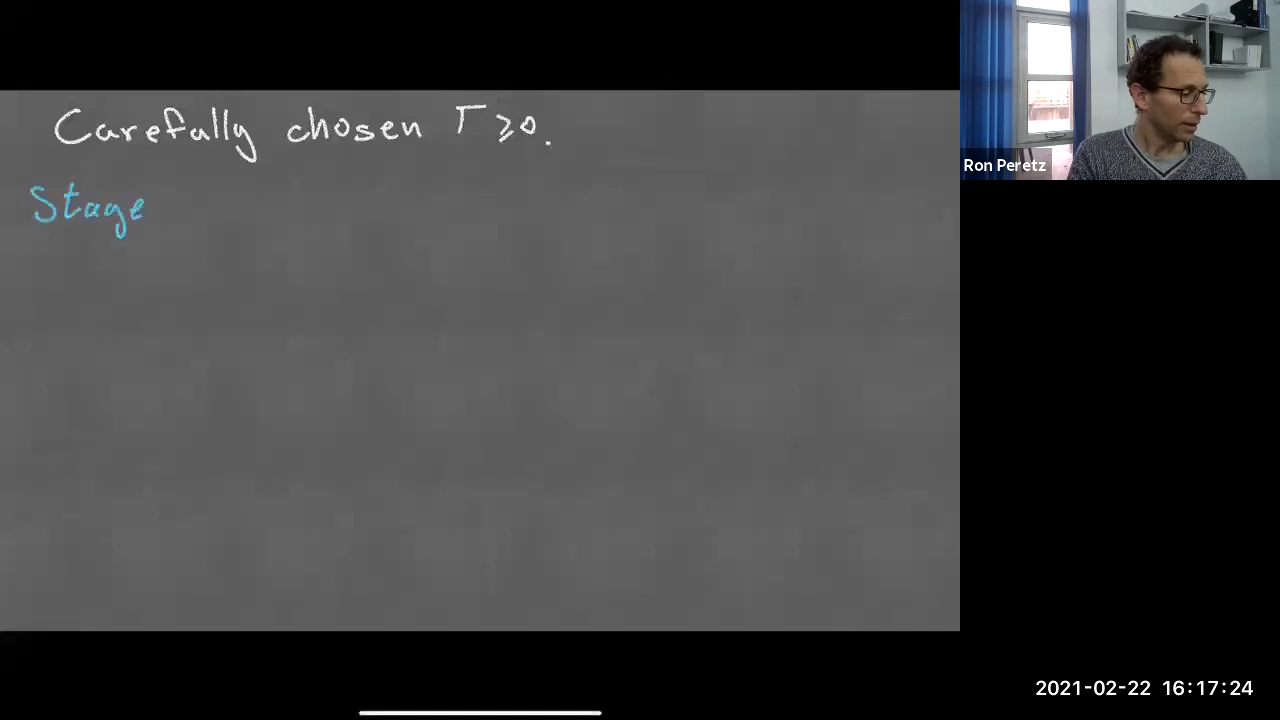 Carefully chosen Γ ≥ 0.
Stage
Ron Peretz
2021-02-22 16:17:24